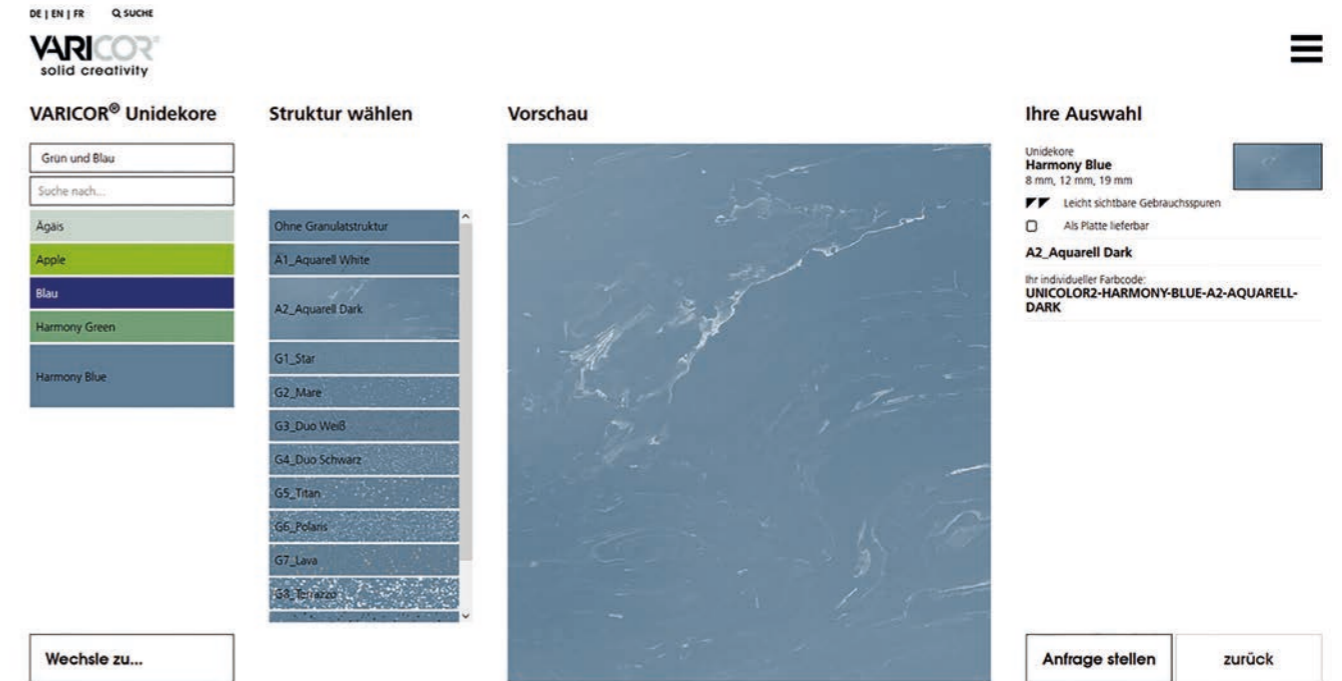 DE | EN | FR SUCHE
VARICOR®
solid creativity
VARICOR® Unidekore
Grün und Blau
Suche nach...
Ägäis
Apple
Blau
Harmony Green
Harmony Blue
Wechsle zu...
Struktur wählen
Ohne Granulatstruktur
A1_Aquarell White
A2_Aquarell Dark
G1_Star
G2_Mare
G3_Duo Weiß
G4_Duo Schwarz
G5_Titan
G6_Polaris
G7_Lava
G8_Terrazzo
Vorschau
Ihre Auswahl
Unidekore
Harmony Blue
8 mm, 12 mm, 19 mm
Leicht sichtbare Gebrauchsspuren
Als Platte lieferbar
A2_Aquarell Dark
Ihr individueller Farbcode:
UNICOLOR2-HARMONY-BLUE-A2-AQUARELL-
DARK
Anfrage stellen
zurück